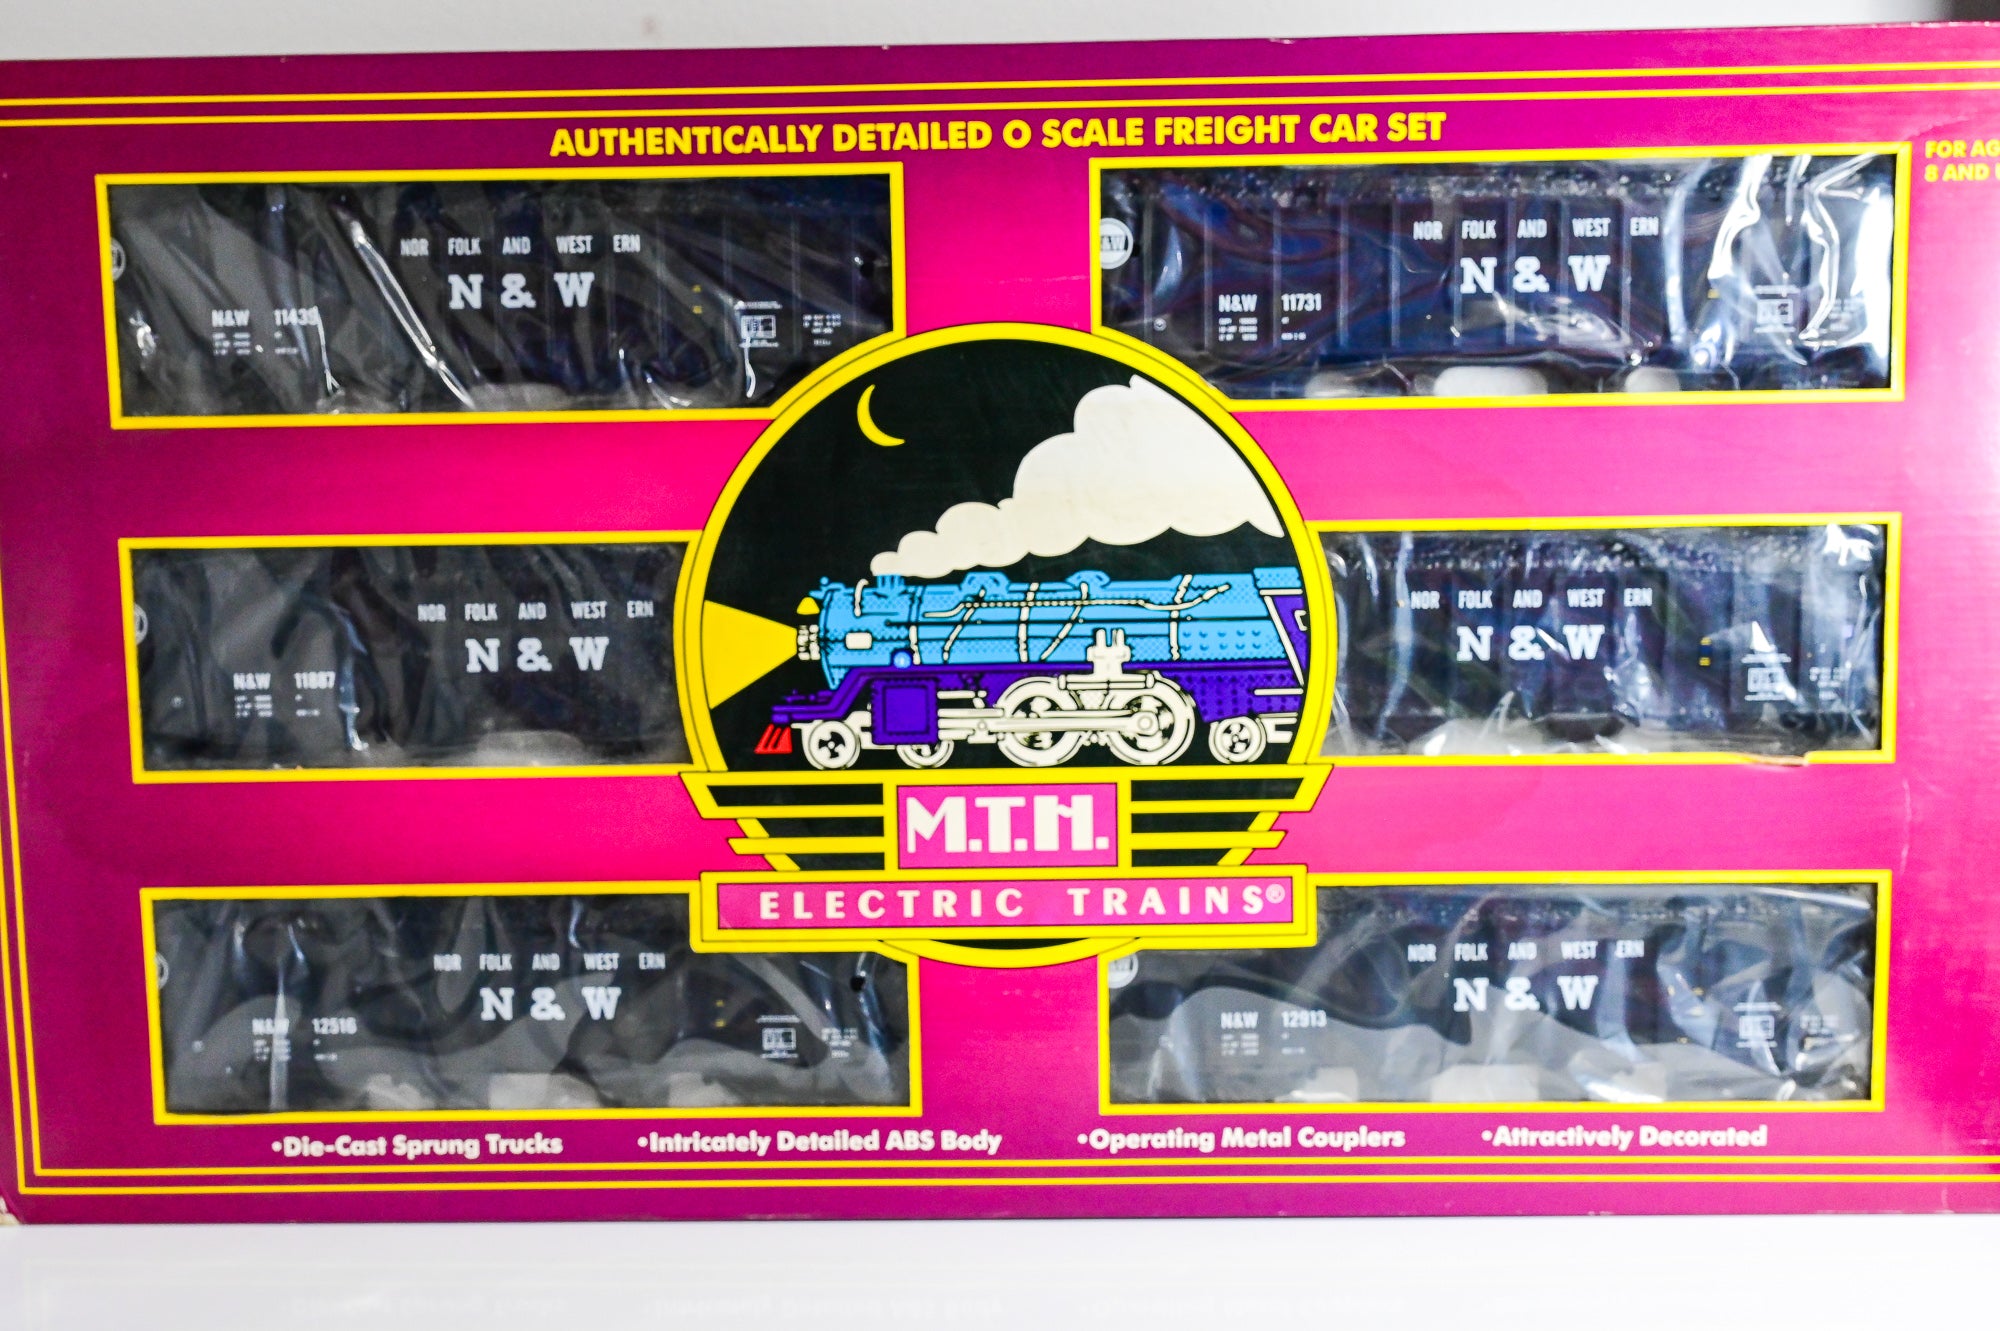 AUTHENTICALLY DETAILED O SCALE FREIGHT CAR SET
FOR AG
8 AND
NOR FOLK AND WEST ERN
N & W
N&W 11439
NOR FOLK AND WEST ERN
N & W
N&W 11731
NOR FOLK AND WEST ERN
N & W
N&W 11887
NOR FOLK AND WEST ERN
N & W
M.T.H.
ELECTRIC TRAINS®
NOR FOLK AND WEST ERN
N & W
N&W 12516
NOR FOLK AND WEST ERN
N & W
N&W 12913
•Die-Cast Sprung Trucks •Intricately Detailed ABS Body •Operating Metal Couplers •Attractively Decorated